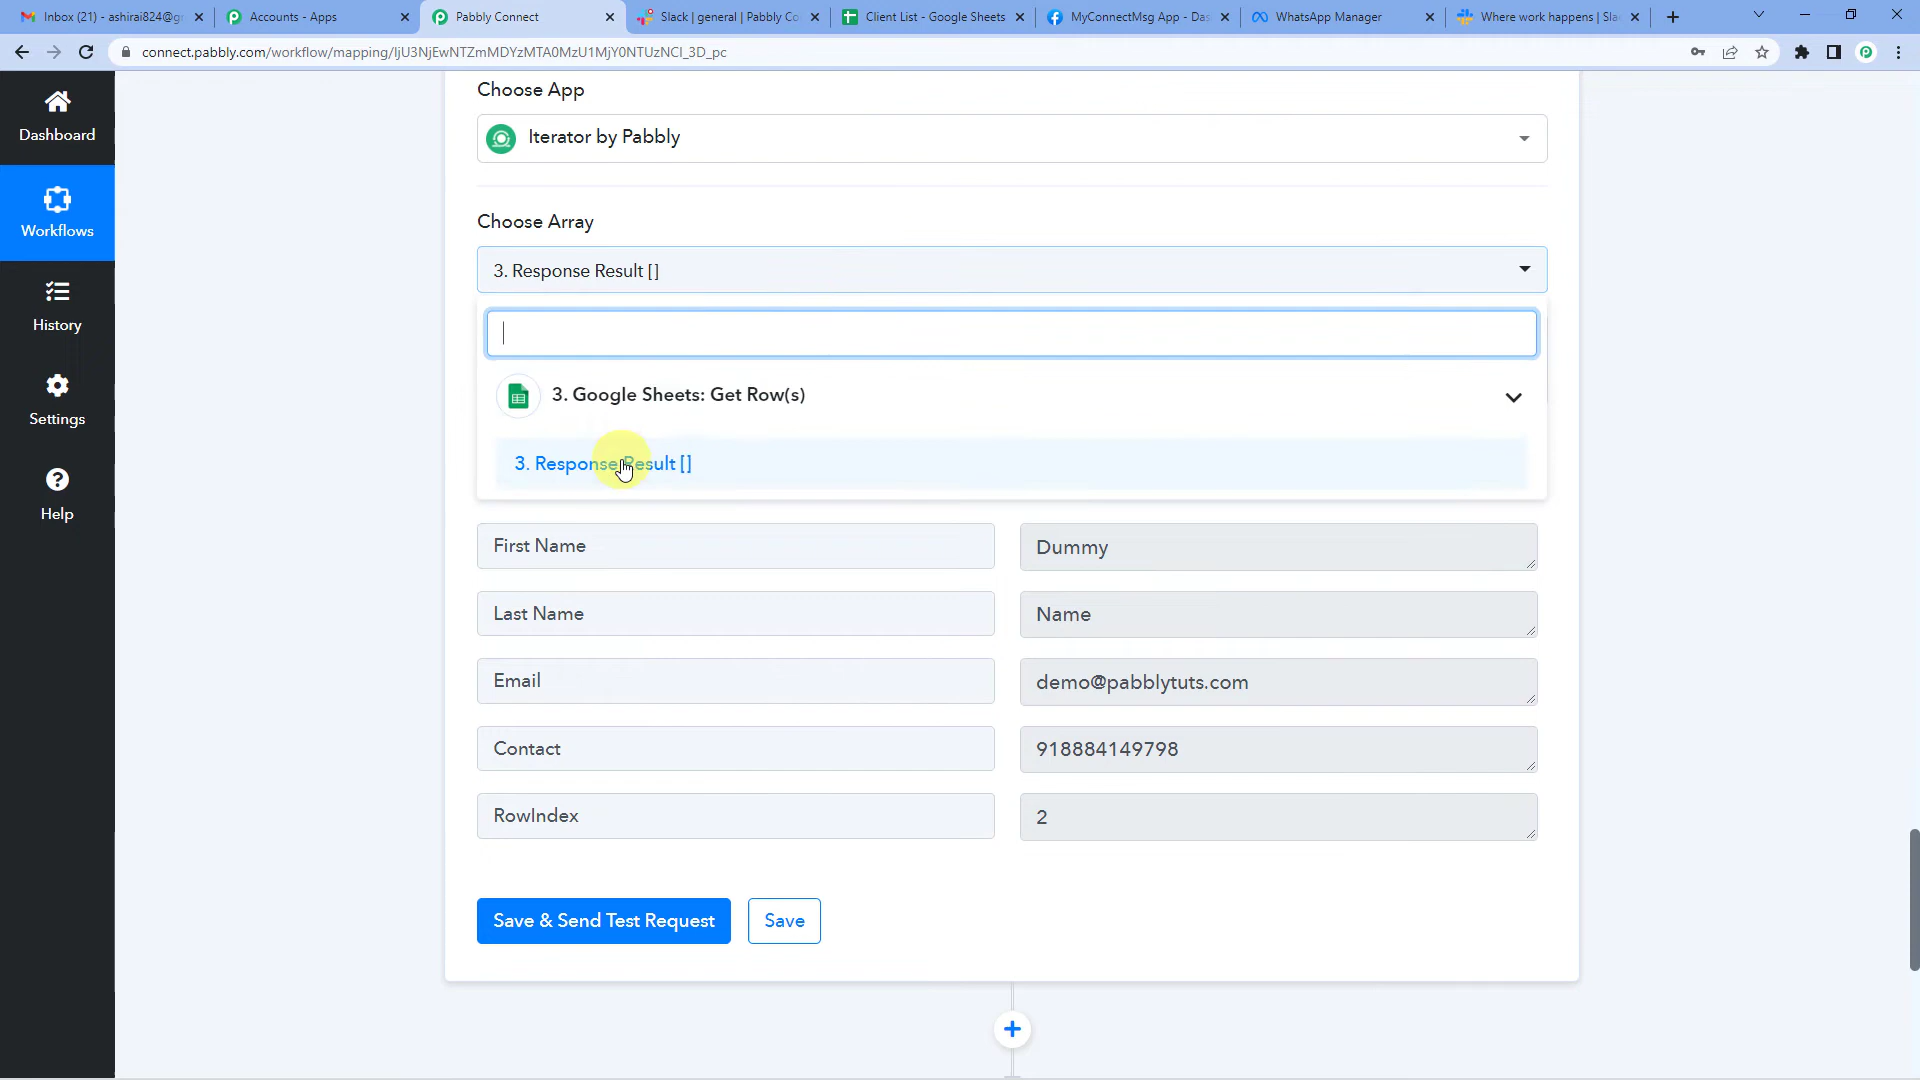 Inbox (21) - ashirai824@g
Accounts - Apps
Pabbly Connect
Slack | general | Pabbly Co
Client List - Google Sheets
MyConnectMsg App - Das
WhatsApp Manager
Where work happens | Sla
connect.pabbly.com/workflow/mapping/IjU3NjEwNTZmMDYzMTA0MzU1MjY0NTUzNCI_3D_pc
Dashboard
Workflows
History
Settings
Help
Choose App
Iterator by Pabbly
Choose Array
3. Response Result []
3. Google Sheets: Get Row(s)
3. Response Result []
First Name
Dummy
Last Name
Name
Email
demo@pabblytuts.com
Contact
918884149798
RowIndex
2
Save & Send Test Request
Save